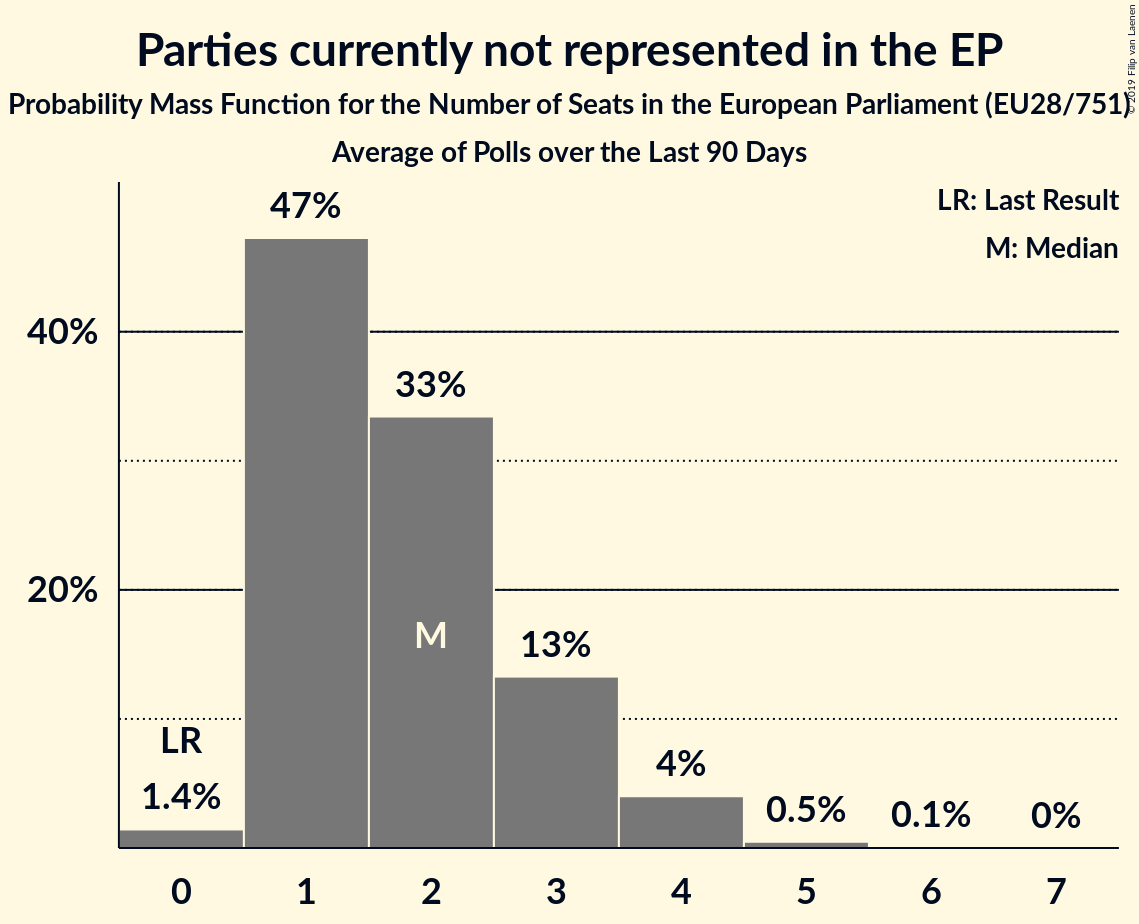 Parties currently not represented in the EP
Probability Mass Function for the Number of Seats in the European Parliament (EU28/751)
Average of Polls over the Last 90 Days
© 2019 Filip van Laenen
LR: Last Result
M: Median
47%
40%
33%
20%
M
13%
LR
1.4%
4%
0.5%
0.1%
0%
0 1 2 3 4 5 6 7